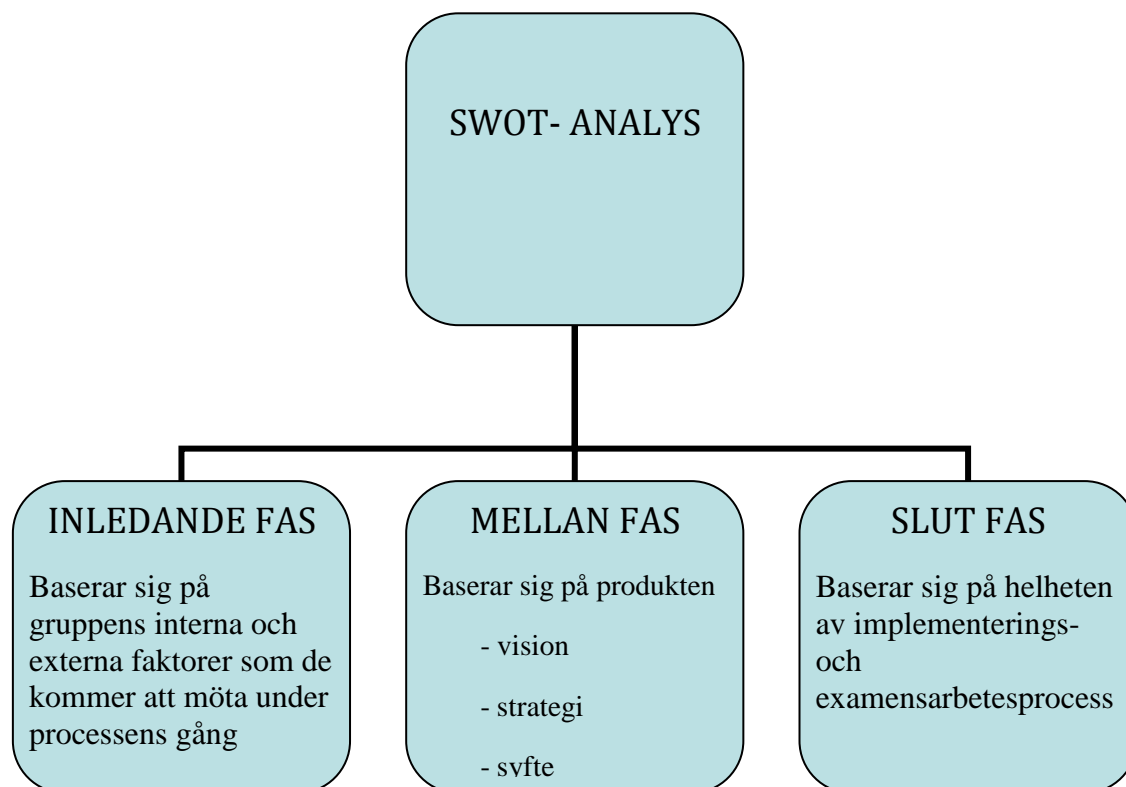 SWOT- ANALYS
INLEDANDE FAS
Baserar sig på
gruppens interna och
externa faktorer som de
kommer att möta under
processens gång
MELLAN FAS
Baserar sig på produkten
- vision
- strategi
- syfte
SLUT FAS
Baserar sig på helheten
av implementerings-
och
examensarbetesprocess